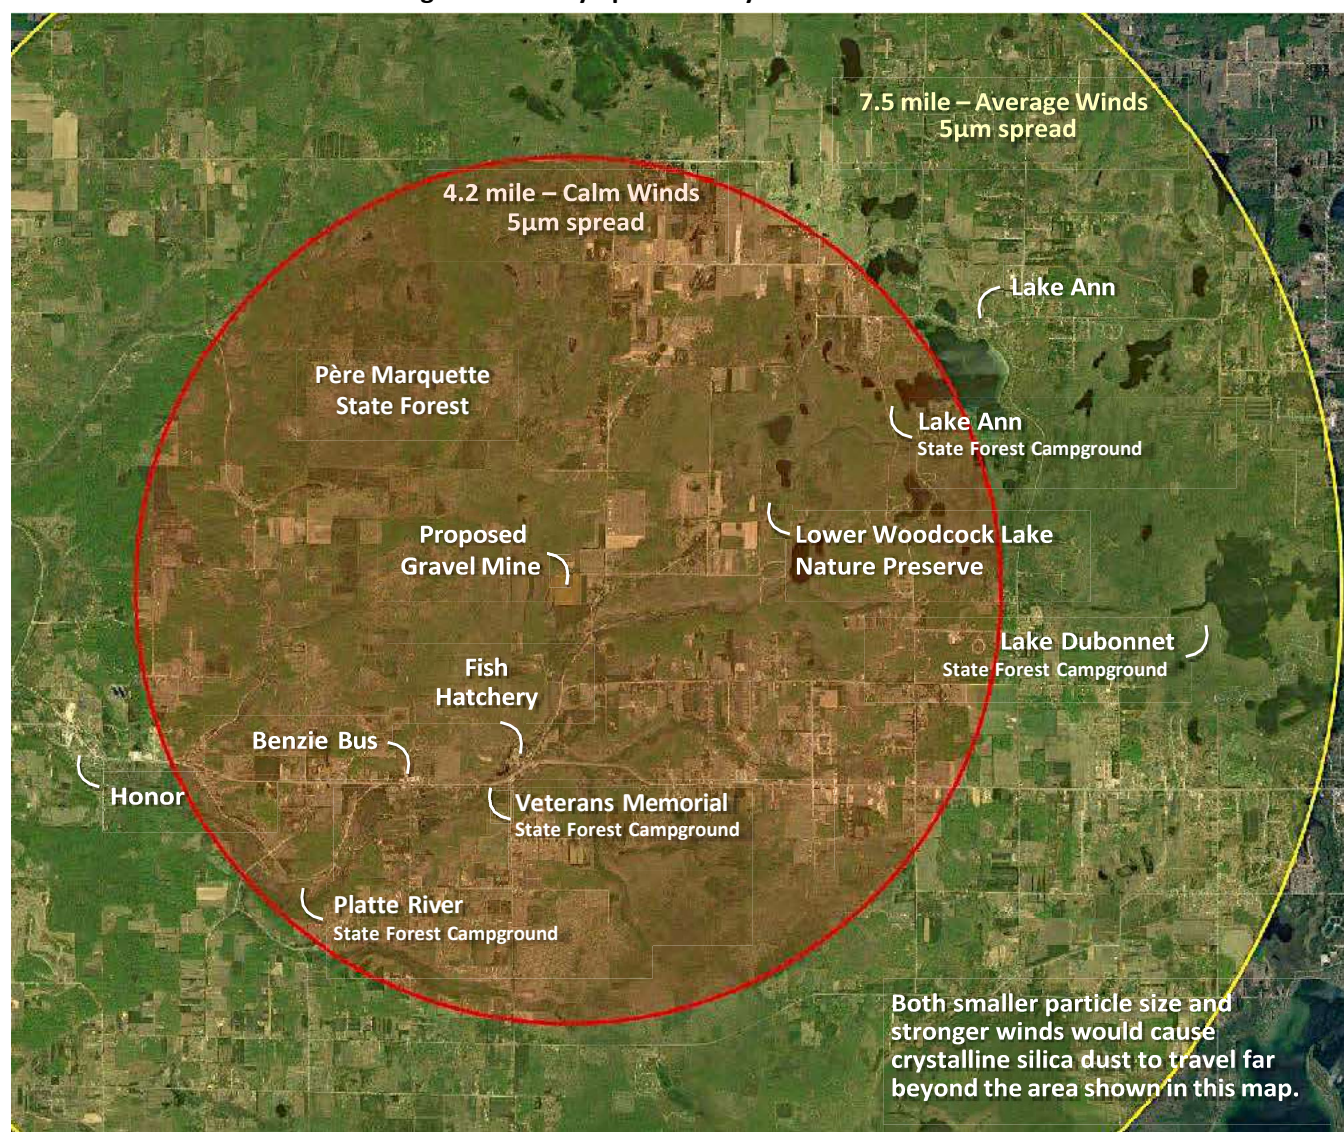 7.5 mile – Average Winds
5µm spread
4.2 mile – Calm Winds
5µm spread
Lake Ann
Père Marquette
State Forest
Lake Ann
State Forest Campground
Proposed
Gravel Mine
Lower Woodcock Lake
Nature Preserve
Lake Dubonnet
State Forest Campground
Fish
Hatchery
Benzie Bus
Honor
Veterans Memorial
State Forest Campground
Platte River
State Forest Campground
Both smaller particle size and
stronger winds would cause
crystalline silica dust to travel far
beyond the area shown in this map.